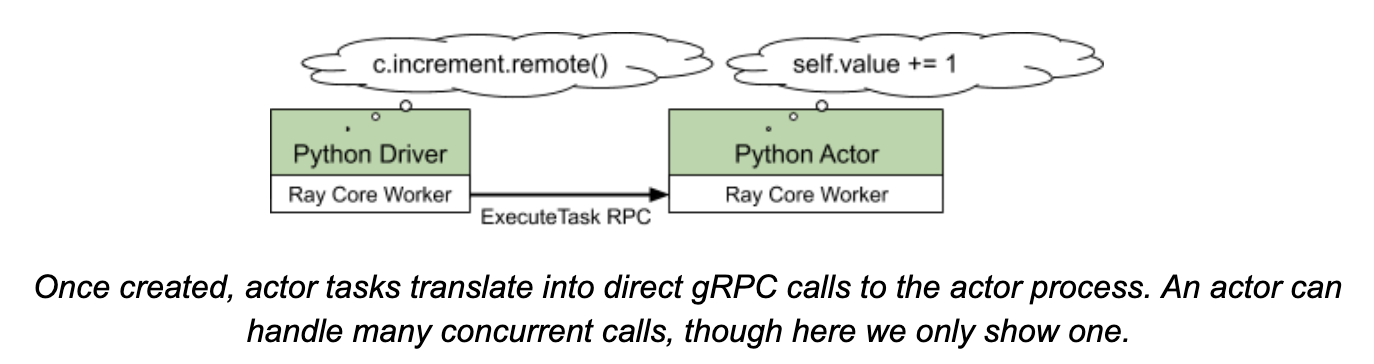 c.increment.remote()
self.value += 1
Python Driver
Python Actor
Ray Core Worker
Ray Core Worker
ExecuteTask RPC
Once created, actor tasks translate into direct gRPC calls to the actor process. An actor can
handle many concurrent calls, though here we only show one.